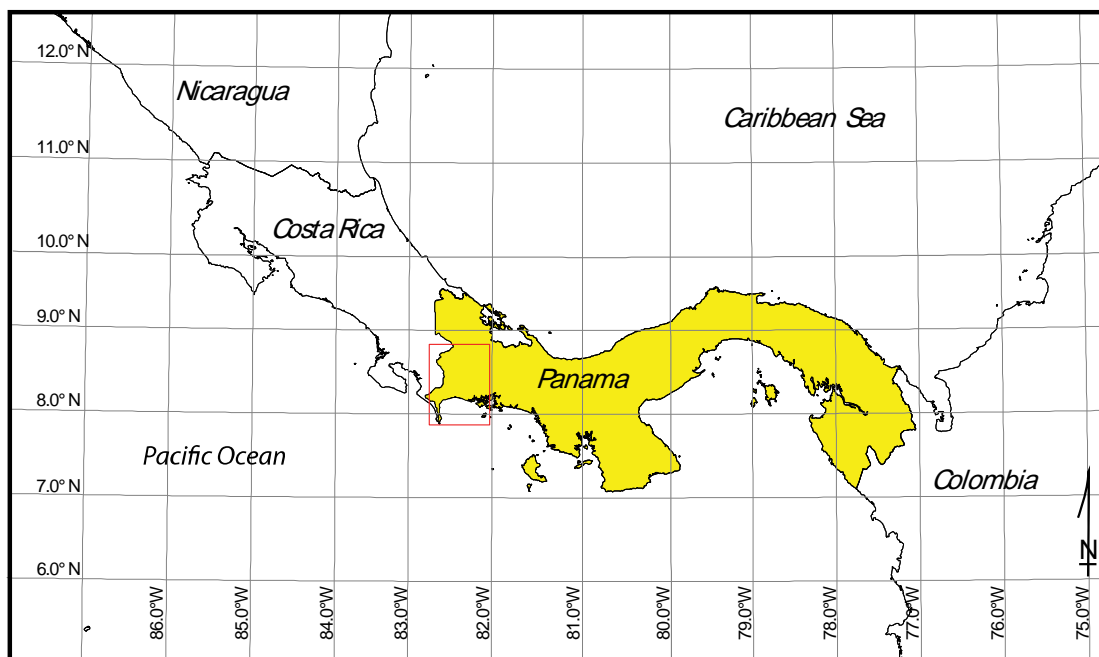 12.0° N
Nicaragua
Caribbean Sea
11.0° N
Costa Rica
10.0° N
9.0° N
Panama
8.0° N
Pacific Ocean
Colombia
7.0° N
N
6.0° N
86.0°W
85.0°W
84.0°W
83.0°W
82.0°W
81.0°W
80.0°W
79.0°W
78.0°W
77.0°W
76.0°W
75.0°W